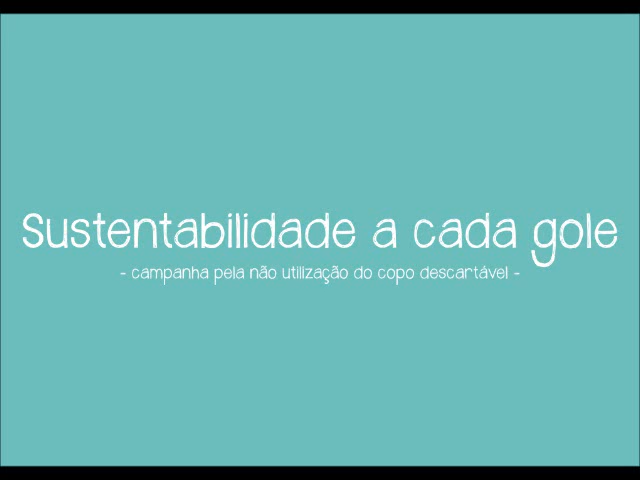 Sustentabilidade a cada gole
- campanha pela não utilização do copo descartável -